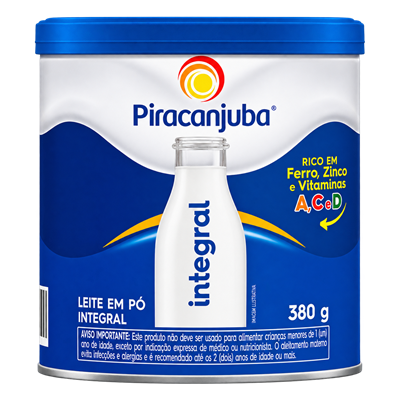 Piracanjuba®
RICO EM
Ferro, Zinco
e Vitaminas
A, C e D
integral
LEITE EM PÓ
INTEGRAL
380 g
IMAGEM ILUSTRATIVA
AVISO IMPORTANTE: Este produto não deve ser usado para alimentar crianças menores de 1 (um)
ano de idade, exceto por indicação expressa de médico ou nutricionista. O aleitamento materno
evita infecções e alergias e é recomendado até os 2 (dois) anos de idade ou mais.